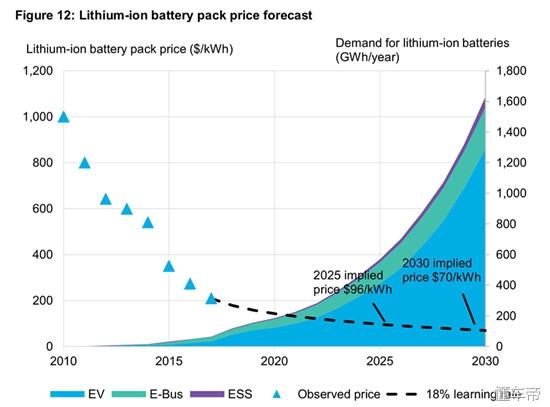 Figure 12: Lithium-ion battery pack price forecast
Lithium-ion battery pack price ($/kWh)
Demand for lithium-ion batteries
(GWh/year)
1,200
1,000
800
600
400
200
0
1,800
1,600
1,400
1,200
1,000
800
600
400
200
0
2025 implied
price $96/kWh
2030 implied
price $70/kWh
2010
2015
2020
2025
2030
EV
E-Bus
ESS
Observed price
18% learning
懂车帝